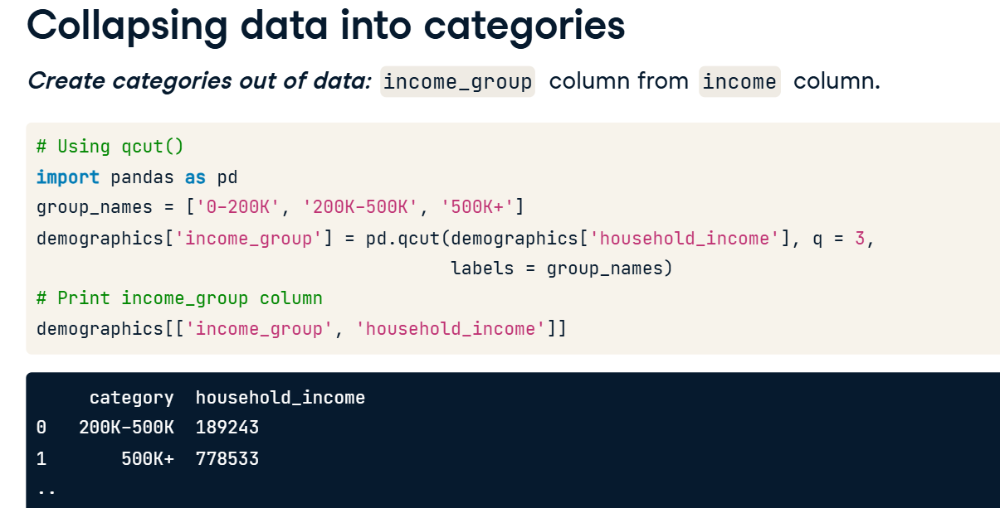 Collapsing data into categories
Create categories out of data: income_group column from income column.
# Using qcut()
import pandas as pd
group_names = ['0-200K', '200K-500K', '500K+']
demographics['income_group'] = pd.qcut(demographics['household_income'], q = 3,
labels = group_names)
# Print income_group column
demographics[['income_group', 'household_income']]
category household_income
0 200K-500K 189243
1 500K+ 778533
..